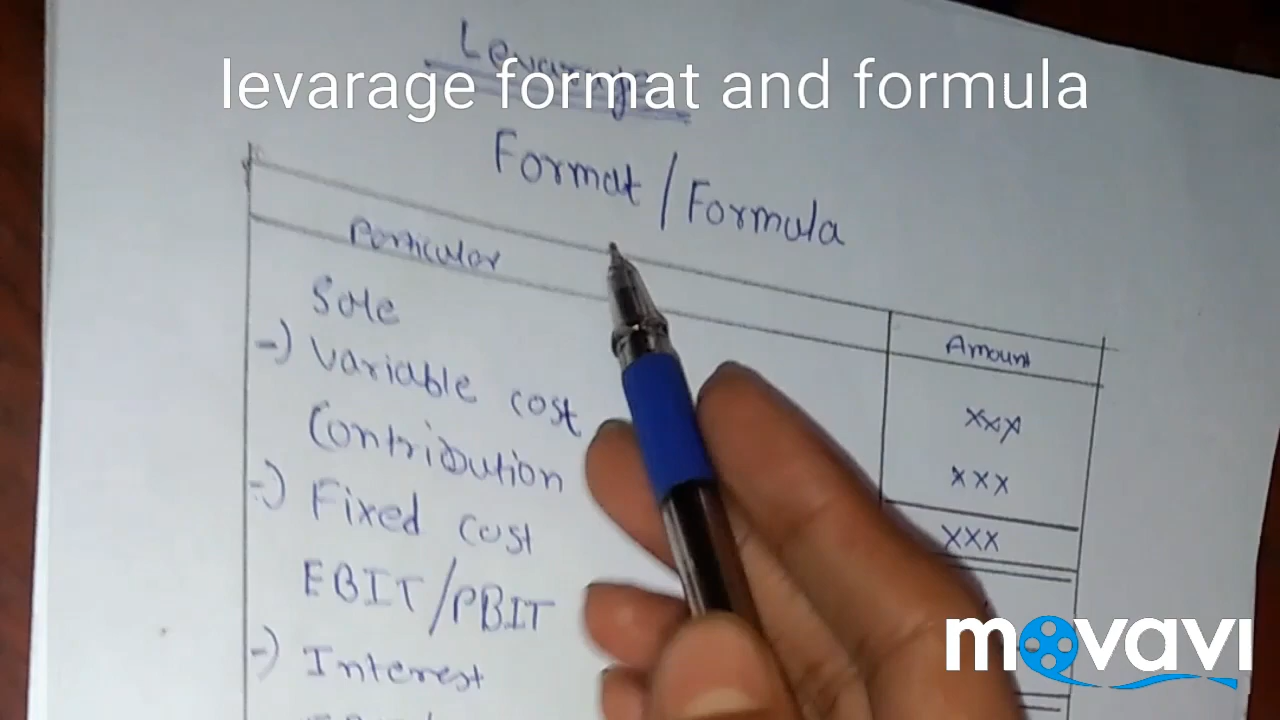 levarage format and formula
Format / Formula
Particular
Amount
Sale
xxx
-) Variable cost
xxx
Contribution
xxx
-) Fixed cost
EBIT/PBIT
-) Interest
movavi